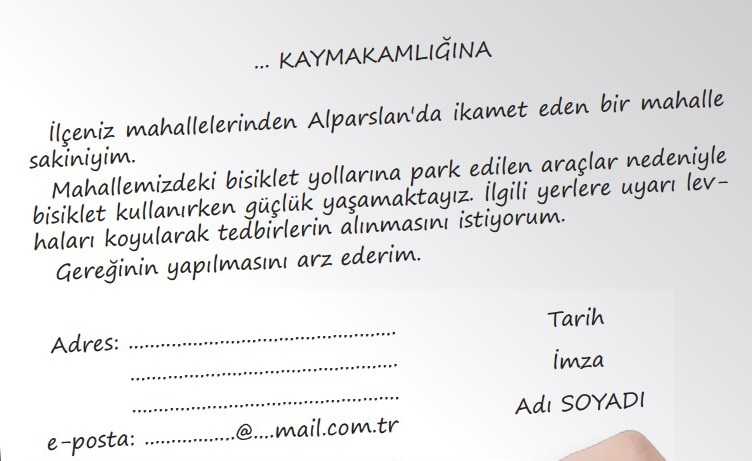 ... KAYMAKAMLIĞINA
İlçeniz mahallelerinden Alparslan'da ikamet eden bir mahalle
sakiniyim.
Mahallemizdeki bisiklet yollarına park edilen araçlar nedeniyle
bisiklet kullanırken güçlük yaşamaktayız. İlgili yerlere uyarı lev-
haları koyularak tedbirlerin alınmasını istiyorum.
Gereğinin yapılmasını arz ederim.
Adres: ................................................. Tarih
.................................................. İmza
.................................................. Adı SOYADI
e-posta: .................@....mail.com.tr